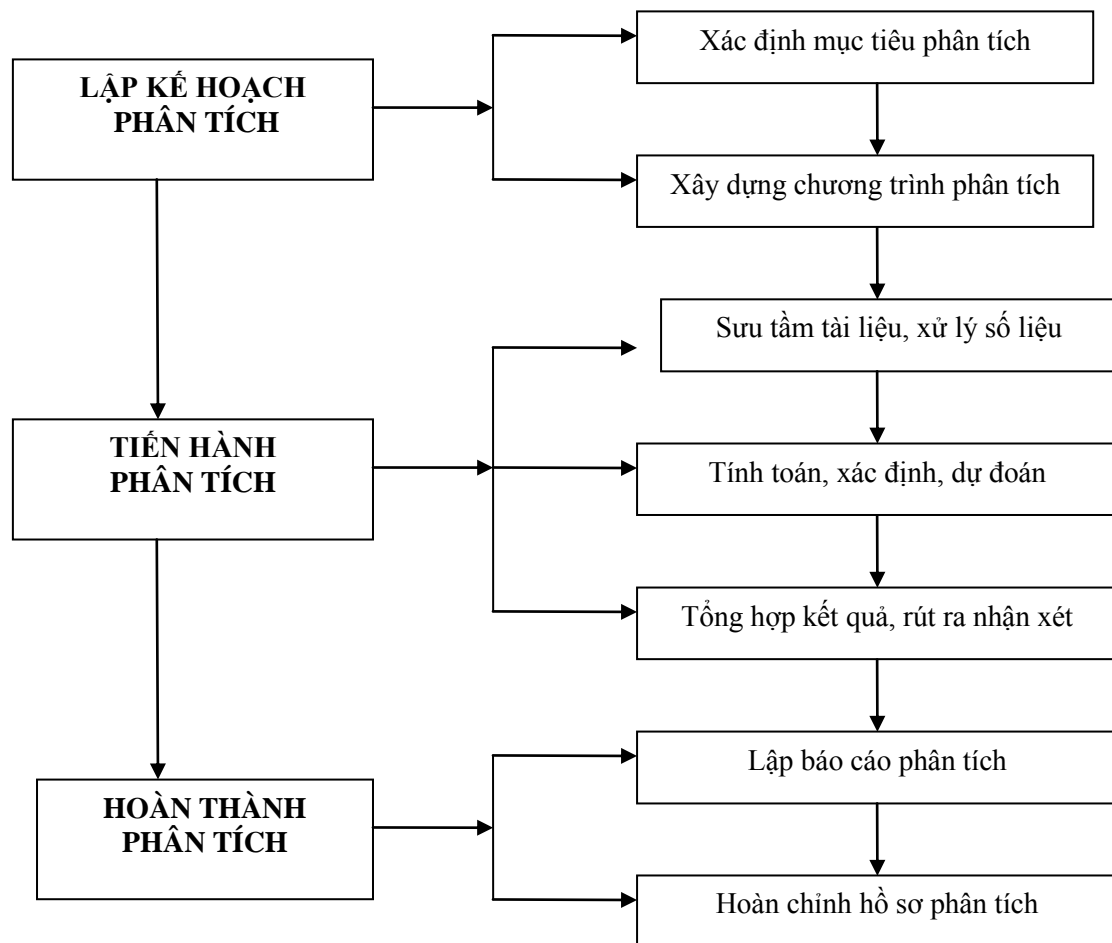 LẬP KẾ HOẠCH
PHÂN TÍCH
Xác định mục tiêu phân tích
Xây dựng chương trình phân tích
TIẾN HÀNH
PHÂN TÍCH
Sưu tầm tài liệu, xử lý số liệu
Tính toán, xác định, dự đoán
Tổng hợp kết quả, rút ra nhận xét
HOÀN THÀNH
PHÂN TÍCH
Lập báo cáo phân tích
Hoàn chỉnh hồ sơ phân tích